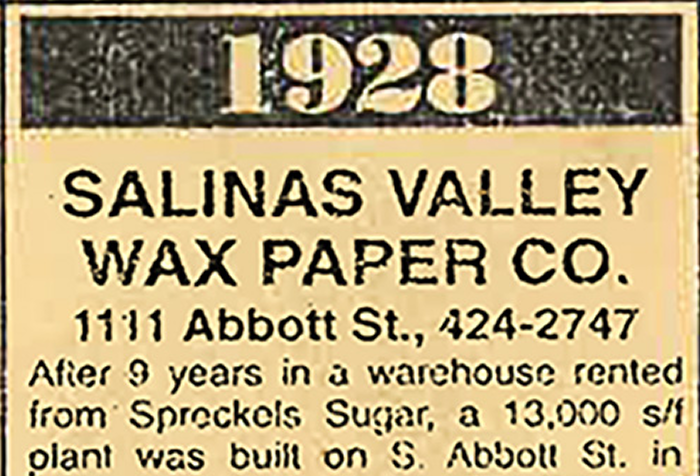 1928
SALINAS VALLEY
WAX PAPER CO.
1111 Abbott St., 424-2747
After 9 years in a warehouse rented
from Spreckels Sugar, a 13,000 s/f
plant was built on S. Abbott St. in